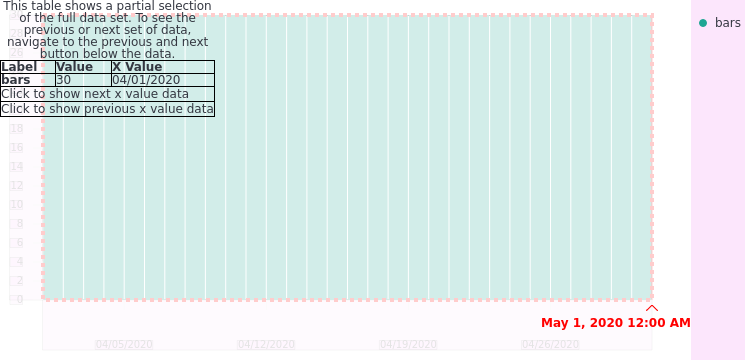 This table shows a partial selection
of the full data set. To see the
previous or next set of data,
navigate to the previous and next
button below the data.
Label Value X Value
bars 30 04/01/2020
Click to show next x value data
Click to show previous x value data
bars
18
16
14
12
10
8
6
4
2
0
May 1, 2020 12:00 AM
04/05/2020 04/12/2020 04/19/2020 04/26/2020